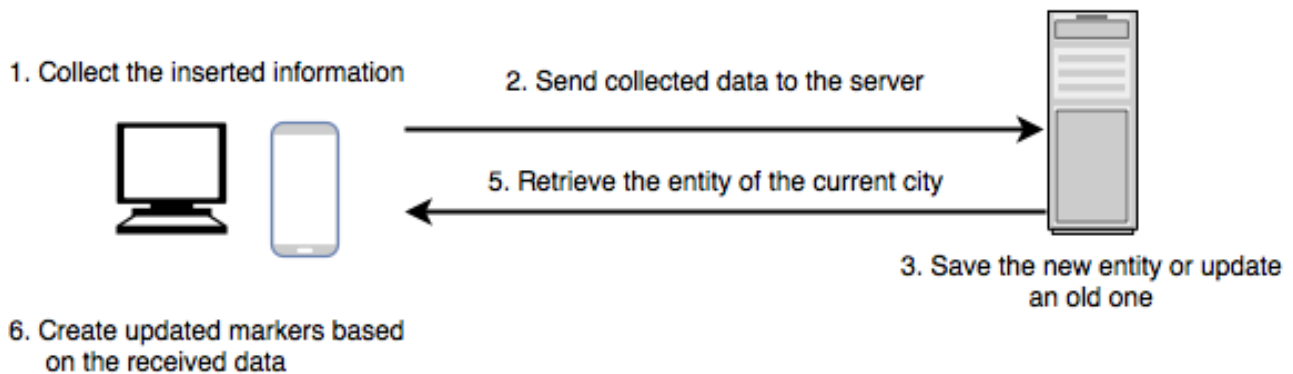 1. Collect the inserted information
2. Send collected data to the server
5. Retrieve the entity of the current city
3. Save the new entity or update
an old one
6. Create updated markers based
on the received data